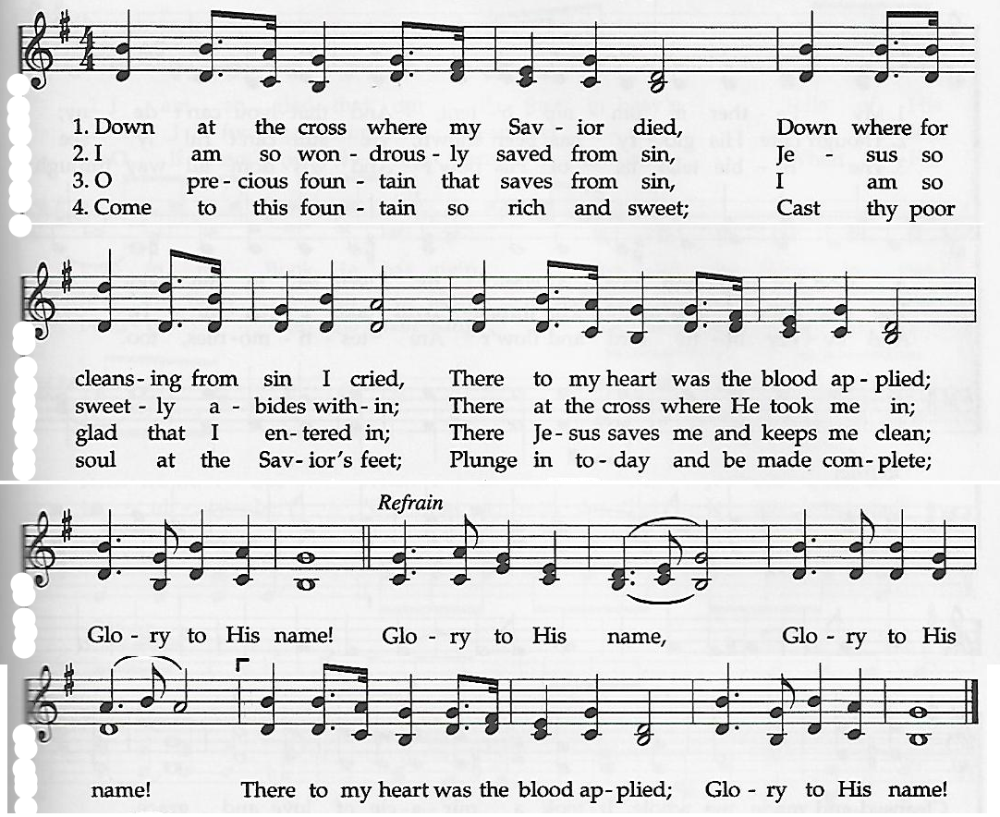 4 4
1. Down at the cross where my Sav - ior died, Down where for
2. I am so won - drous - ly saved from sin, Je sus so
3. O pre - cious foun - tain that saves from sin, I am so
4. Come to this foun - tain so rich and sweet; Cast thy poor
cleans - ing from sin I cried, There to my heart was the blood ap - plied;
sweet - ly a - bides with - in; There at the cross where He took me in;
glad that I en - tered in; There Je - sus saves me and keeps me clean;
soul at the Sav - ior's feet; Plunge in to - day and be made com - plete;
Refrain
Glo - ry to His name! Glo - ry to His name, Glo - ry to His
name! There to my heart was the blood ap - plied; Glo - ry to His name!